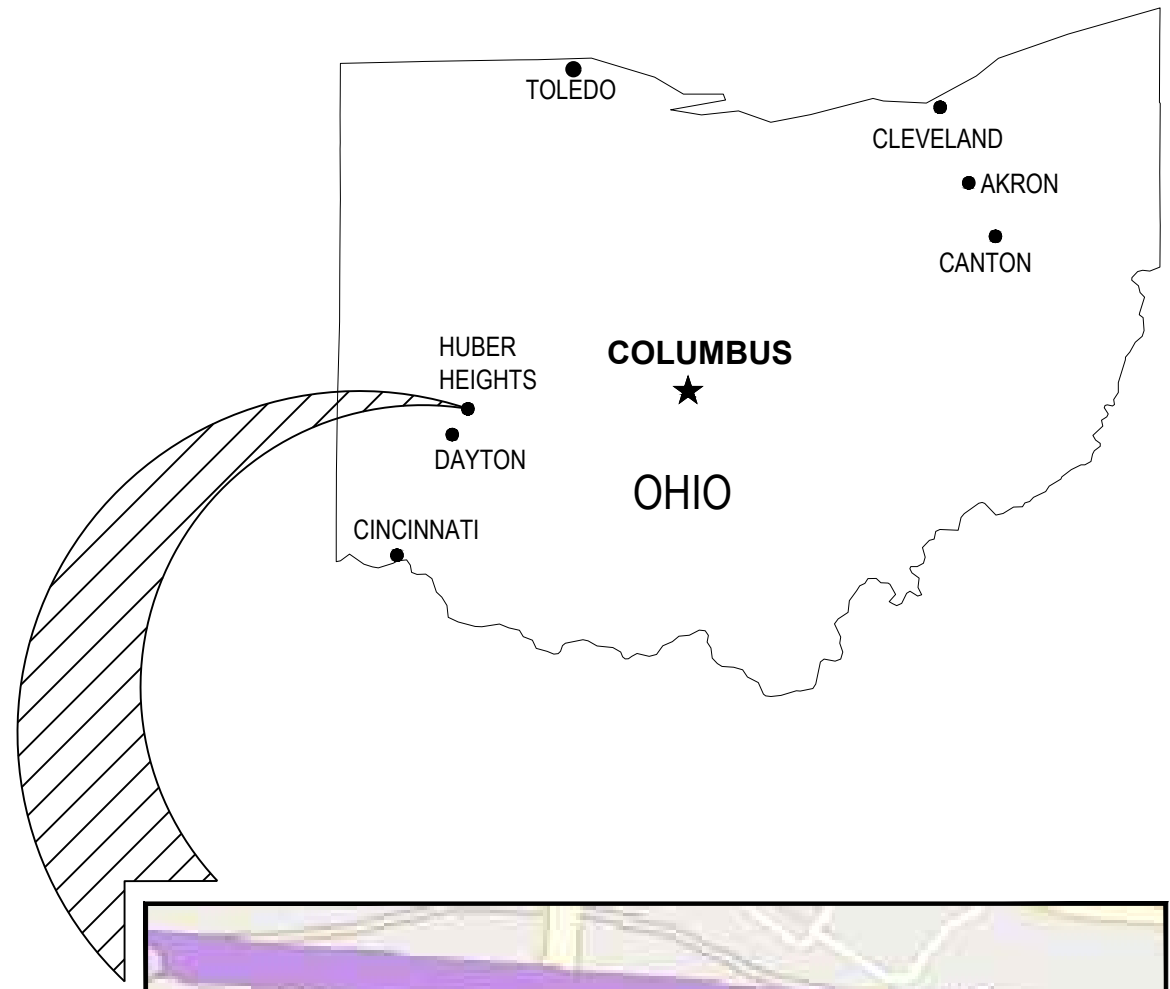 TOLEDO
CLEVELAND
AKRON
CANTON
HUBER
HEIGHTS
COLUMBUS
DAYTON
OHIO
CINCINNATI